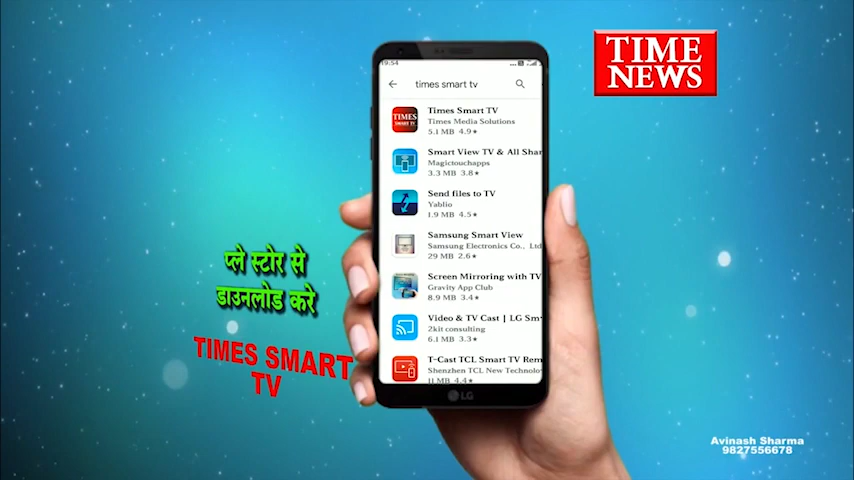 TIME
NEWS
19:54
times smart tv
TIMES
SMART TV
Times Smart TV
Times Media Solutions
5.1 MB 4.9★
Smart View TV & All Shar
Magictouchapps
3.3 MB 3.8★
Send files to TV
Yablio
1.9 MB 4.5★
Samsung Smart View
Samsung Electronics Co., Ltd
29 MB 2.6★
Screen Mirroring with TV
Gravity App Club
8.9 MB 3.4★
Video & TV Cast | LG Sm
2kit consulting
6.1 MB 3.3★
T-Cast TCL Smart TV Rem
Shenzhen TCL New Technolo
11 MB 4.4★
LG
प्ले स्टोर से
डाउनलोड करे
TIMES SMART
TV
Avinash Sharma
9827556678